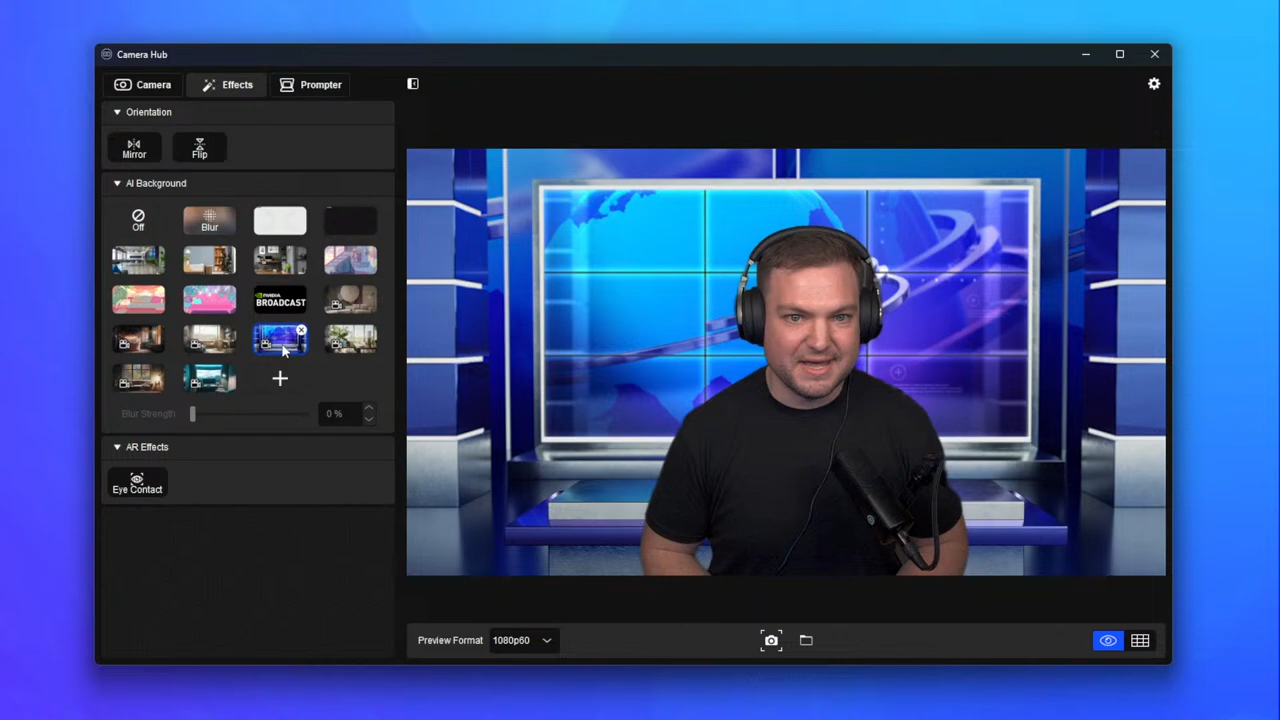 Camera Hub
Camera
Effects
Prompter
Orientation
Mirror
Flip
AI Background
Off
Blur
NVIDIA
BROADCAST
Blur Strength
0 %
AR Effects
Eye Contact
Preview Format
1080p60